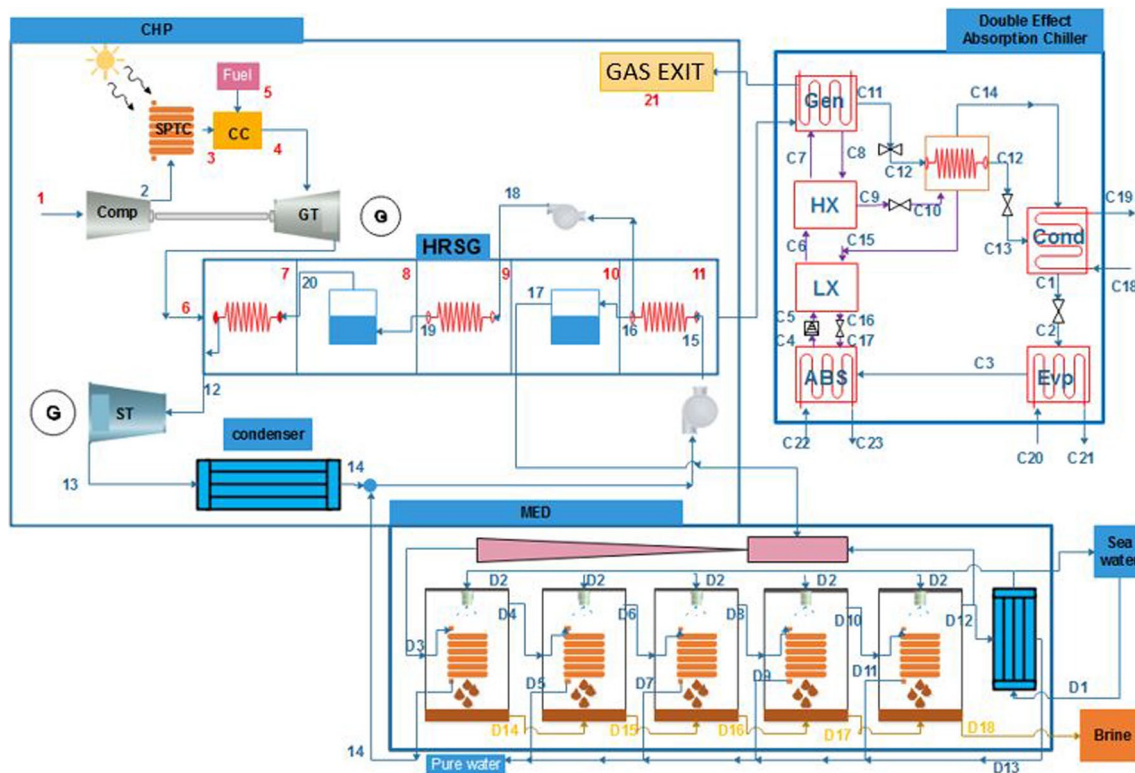 CHP
Double Effect
Absorption Chiller
Fuel
5
GAS EXIT
21
Gen
C11
C14
SPTC
CC
3
4
C7
C8
C12
C12
1
2
Comp
GT
G
18
HX
C9
C10
C19
HRSG
C6
C15
C13
Cond
7
20
8
9
10
11
6
17
LX
C1
C18
19
16
15
C5
C16
C4
C17
C2
12
ABS
C3
Evp
G
ST
condenser
C22
C23
C20
C21
13
14
MED
Sea
water
D2
D2
D2
D2
D2
D4
D6
D8
D10
D12
D3
D5
D7
D9
D11
D1
D14
D15
D16
D17
D18
Brine
14
Pure water
D13